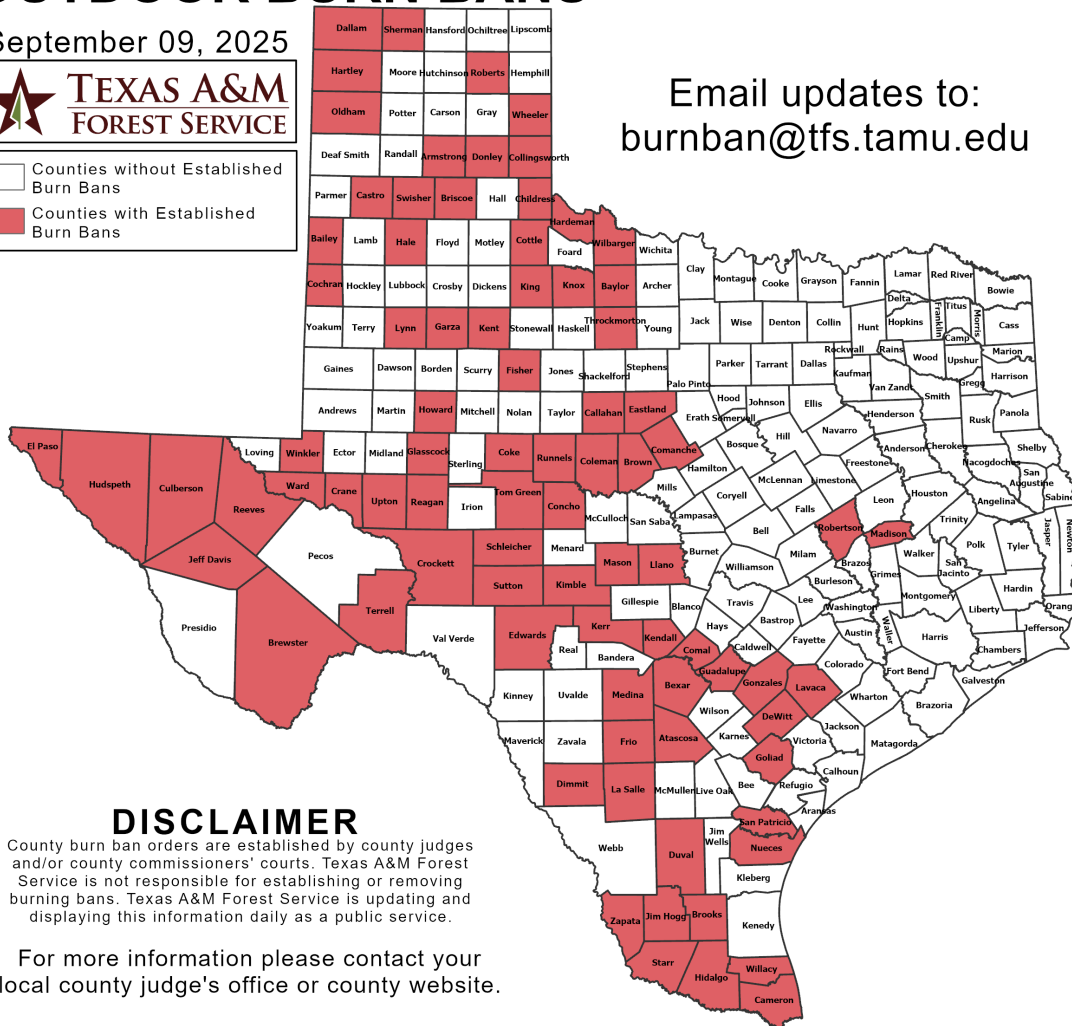 September 09, 2025
TEXAS A&M
FOREST SERVICE
Counties without Established
Burn Bans
Counties with Established
Burn Bans
Email updates to:
burnban@tfs.tamu.edu
Dallam Sherman Hansford Ochiltree Lipscomb
Hartley Moore Hutchinson Roberts Hemphill
Oldham Potter Carson Gray Wheeler
Deaf Smith Randall Armstrong Donley Collingsworth
Parmer Castro Swisher Briscoe Hall Childress
Hardeman
Bailey Lamb Hale Floyd Motley Cottle Foard Wilbarger Wichita
Clay Montague Cooke Grayson Fannin Lamar Red River Bowie
Cochran Hockley Lubbock Crosby Dickens King Knox Baylor Archer
Delta Franklin Titus Morris Cass
Yoakum Terry Lynn Garza Kent Stonewall Haskell Throckmorton Young Jack Wise Denton Collin Hunt Hopkins
Camp
Rockwall Rains Wood Upshur Marion
Gaines Dawson Borden Scurry Fisher Jones Shackelford Stephens Palo Pinto Parker Tarrant Dallas Kaufman Van Zandt Gregg Harrison
Smith
Andrews Martin Howard Mitchell Nolan Taylor Callahan Eastland Erath Hood Somervell Johnson Ellis Henderson Rusk Panola
El Paso Hudspeth Culberson Reeves Loving Winkler Ector Midland Glasscock Sterling Coke Runnels Coleman Brown Comanche Hamilton Bosque Hill Navarro Freestone Anderson Cherokee Nacogdoches Shelby
San
Augustine
Sabine
Ward Crane Upton Reagan Irion Tom Green Concho McCulloch San Saba Mills Lampasas Coryell McLennan Limestone Falls Leon Houston Angelina
Jeff Davis Pecos Crockett Schleicher Menard Mason Llano Burnet Bell Milam Robertson Madison Trinity Polk Tyler Jasper Newton
Walker San
Jacinto
Presidio Brewster Terrell Sutton Kimble Gillespie Blanco Williamson Travis Burleson Brazos Grimes Montgomery Liberty Hardin Orang
Val Verde Edwards Kerr Real Bandera Kendall Comal Hays Caldwell Bastrop Lee Washington Fayette Austin Waller Harris Chambers Jefferson
Kinney Uvalde Medina Bexar Guadalupe Gonzales Lavaca Colorado Fort Bend Galveston
Wilson DeWitt Wharton Brazoria
Maverick Zavala Frio Atascosa Karnes Goliad Victoria Jackson Matagorda
Dimmit La Salle McMullen Live Oak Bee Refugio Calhoun
Aransas
San Patricio
Webb Duval Jim
Wells Nueces
Kleberg
Zapata Jim Hogg Brooks Kenedy
Starr Hidalgo Willacy
Cameron
DISCLAIMER
County burn ban orders are established by county judges
and/or county commissioners' courts. Texas A&M Forest
Service is not responsible for establishing or removing
burning bans. Texas A&M Forest Service is updating and
displaying this information daily as a public service.
For more information please contact your
local county judge's office or county website.